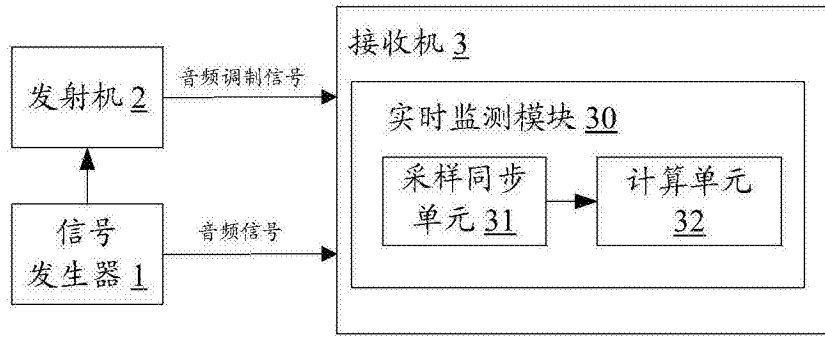 接收机 3
发射机 2
音频调制信号
实时监测模块 30
采样同步
单元 31
计算单元
32
信号
发生器 1
音频信号